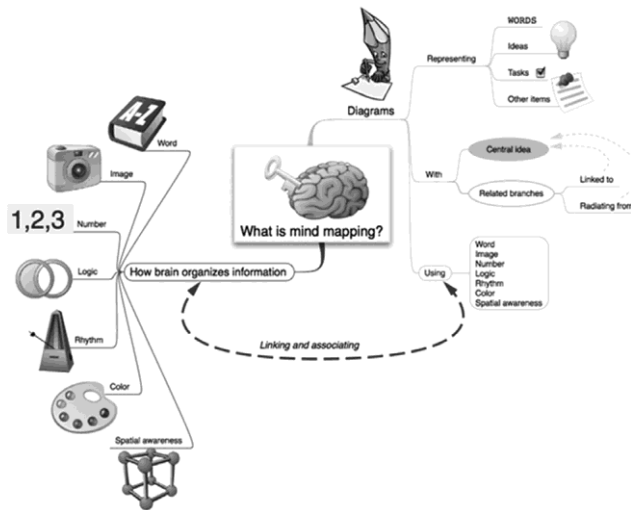 What is mind mapping?
Diagrams
Representing
WORDS
Ideas
Tasks
Other items
With
Central idea
Related branches
Linked to
Radiating from
Using
Word
Image
Number
Logic
Rhythm
Color
Spatial awareness
How brain organizes information
A-Z
Word
Image
1,2,3
Number
Logic
Rhythm
Color
Spatial awareness
Linking and associating